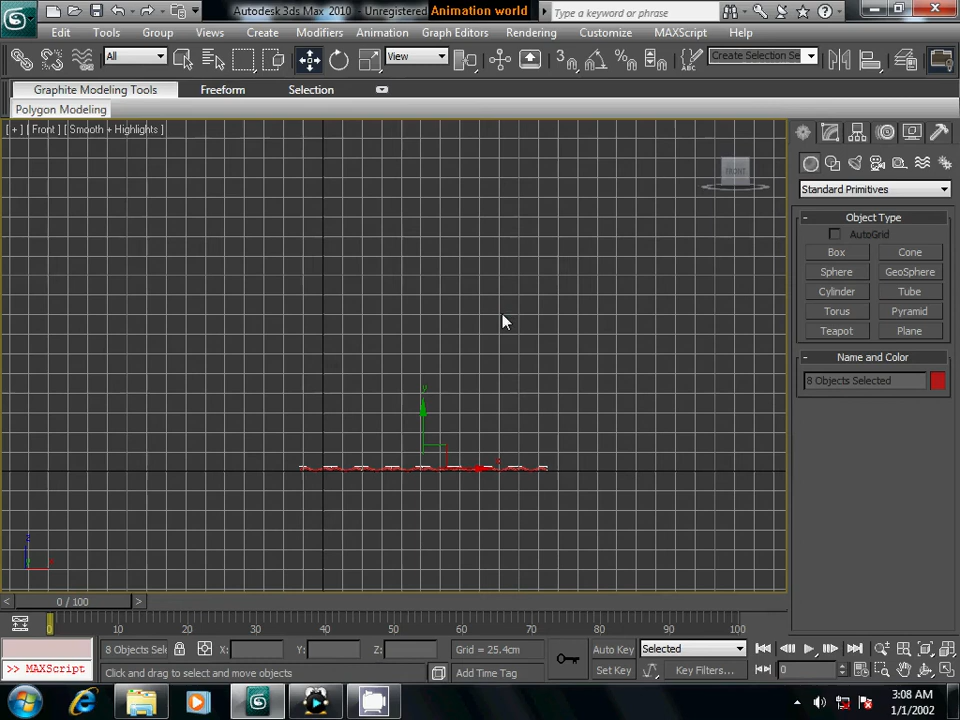 Autodesk 3ds Max 2010 - Unregistered Animation world Type a keyword or phrase
Edit Tools Group Views Create Modifiers Animation Graph Editors Rendering Customize MAXScript Help
All View 3 Create Selection Se
Graphite Modeling Tools Freeform Selection
Polygon Modeling
[ + ] [ Front ] [ Smooth + Highlights ]
FRONT
Standard Primitives
Object Type
AutoGrid
Box Cone
Sphere GeoSphere
Cylinder Tube
Torus Pyramid
Teapot Plane
Name and Color
8 Objects Selected
y
x
z
0 / 100
0 10 20 30 40 50 60 70 80 90 100
8 Objects Sel X: Y: Z: Grid = 25.4cm Auto Key Selected
>> MAXScript Click and drag to select and move objects Add Time Tag Set Key Key Filters... 0
3:08 AM
1/1/2002